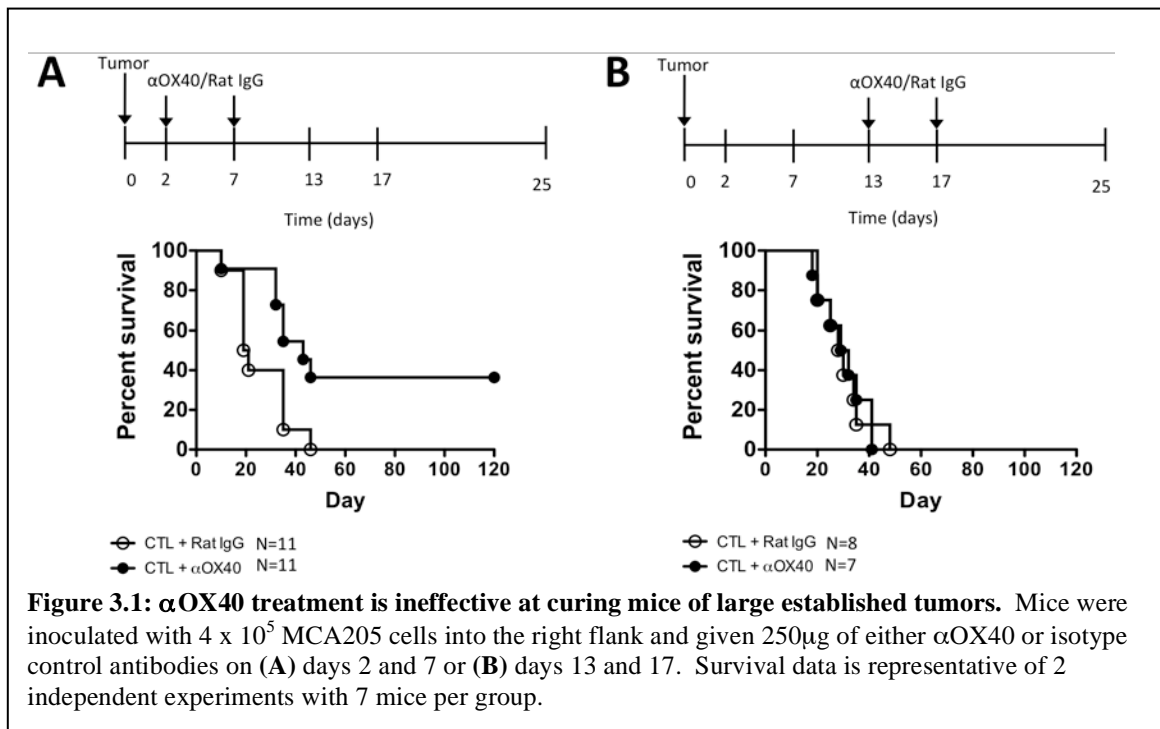 A
Tumor
αOX40/Rat IgG
0 2 7 13 17 25
Time (days)
Percent survival
100
80
60
40
20
0
0 20 40 60 80 100 120
Day
CTL + Rat IgG N=11
CTL + αOX40 N=11
B
Tumor
αOX40/Rat IgG
0 2 7 13 17 25
Time (days)
Percent survival
100
80
60
40
20
0
0 20 40 60 80 100 120
Day
CTL + Rat IgG N=8
CTL + αOX40 N=7
Figure 3.1: αOX40 treatment is ineffective at curing mice of large established tumors. Mice were
inoculated with 4 x 10⁵ MCA205 cells into the right flank and given 250μg of either αOX40 or isotype
control antibodies on (A) days 2 and 7 or (B) days 13 and 17. Survival data is representative of 2
independent experiments with 7 mice per group.